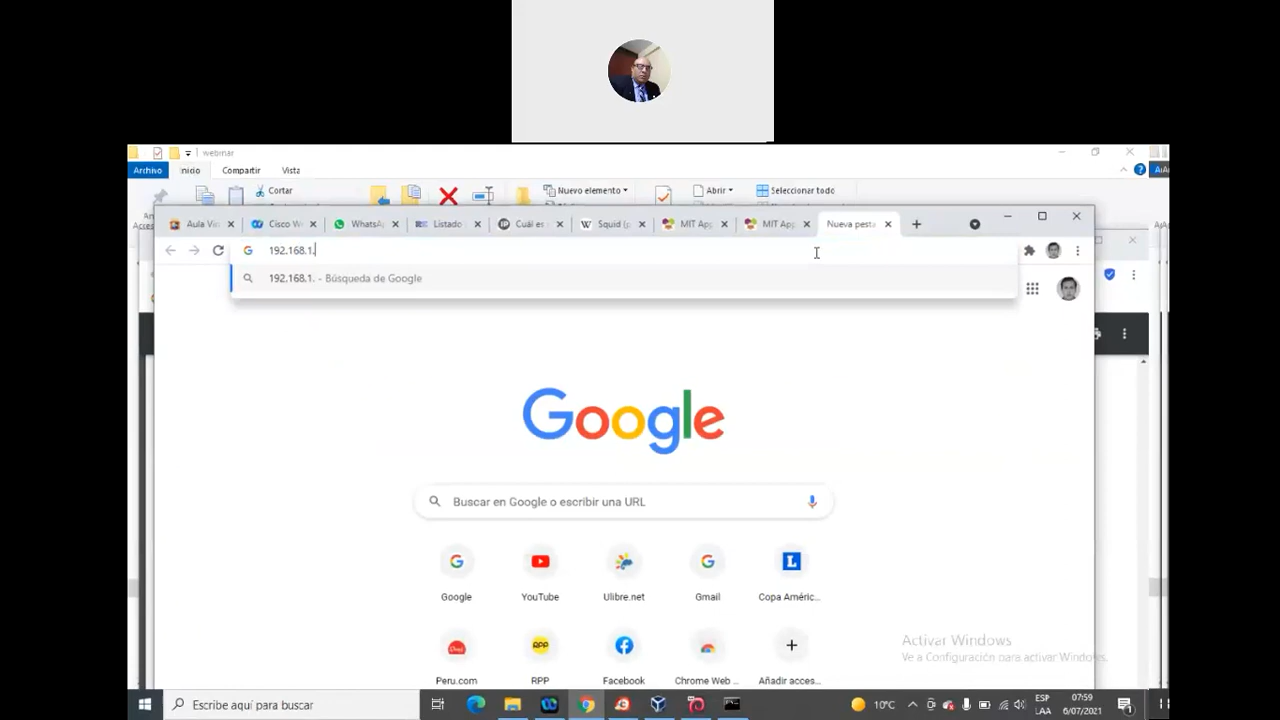 webinar
Archivo Inicio Compartir Vista
Cortar
Nuevo elemento
Abrir
Seleccionar todo
Aula Vi
Cisco W
WhatsA
Listado
Cuál es
Squid (p
MIT App
MIT App
Nueva pesta
192.168.1.
192.168.1. - Búsqueda de Google
Google
Buscar en Google o escribir una URL
Google YouTube Ulibre.net Gmail Copa Améric...
Peru.com RPP Facebook Chrome Web ... Añadir acces...
Activar Windows
Ve a Configuración para activar Windows.
Escribe aquí para buscar
10°C
ESP
LAA
07:59
6/07/2021